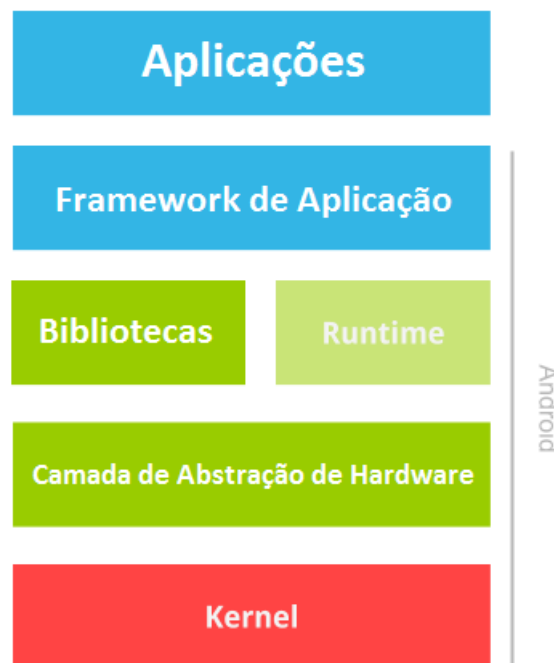 Aplicações
Framework de Aplicação
Bibliotecas
Runtime
Camada de Abstração de Hardware
Kernel
Android